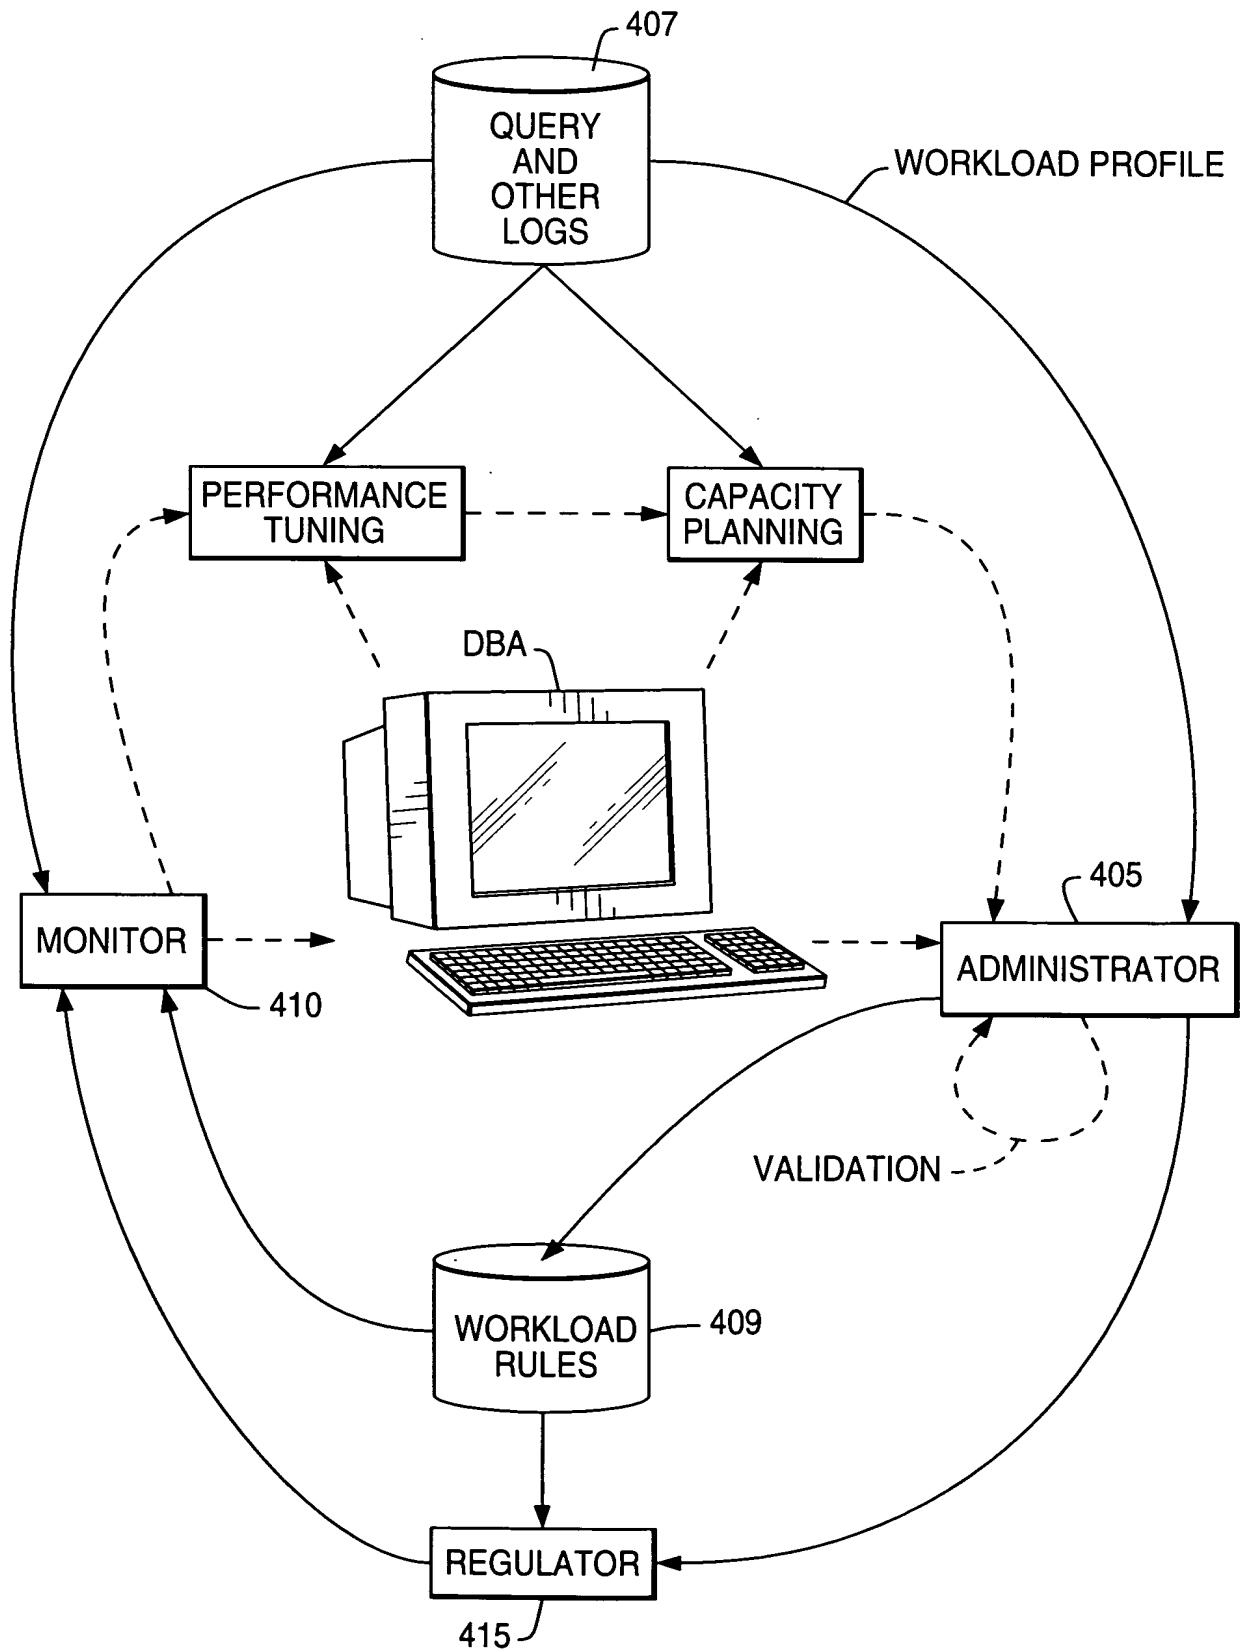 407
QUERY
AND
OTHER
LOGS
WORKLOAD PROFILE
PERFORMANCE
TUNING
CAPACITY
PLANNING
DBA
405
MONITOR
ADMINISTRATOR
410
VALIDATION
WORKLOAD
RULES
409
REGULATOR
415